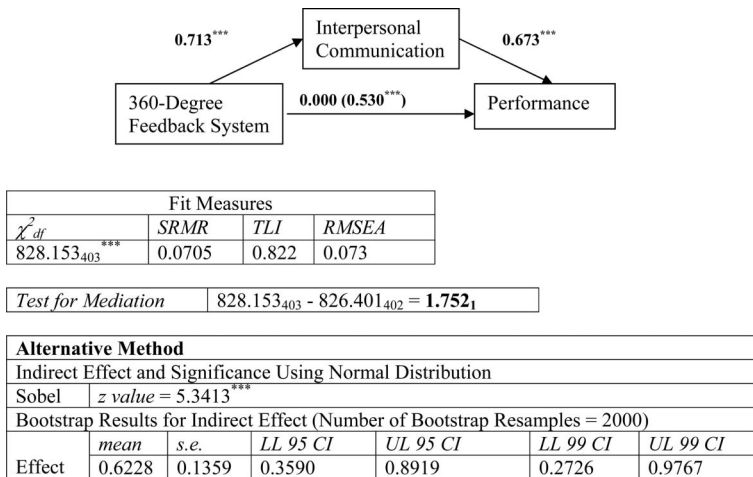 Interpersonal
Communication
0.713***
0.673***
360-Degree
Feedback System
0.000 (0.530***)
Performance
Fit Measures
χ²df SRMR TLI RMSEA
828.153₄₀₃*** 0.0705 0.822 0.073
Test for Mediation 828.153₄₀₃ - 826.401₄₀₂ = 1.752₁
Alternative Method
Indirect Effect and Significance Using Normal Distribution
Sobel z value = 5.3413***
Bootstrap Results for Indirect Effect (Number of Bootstrap Resamples = 2000)
mean s.e. LL 95 CI UL 95 CI LL 99 CI UL 99 CI
Effect 0.6228 0.1359 0.3590 0.8919 0.2726 0.9767